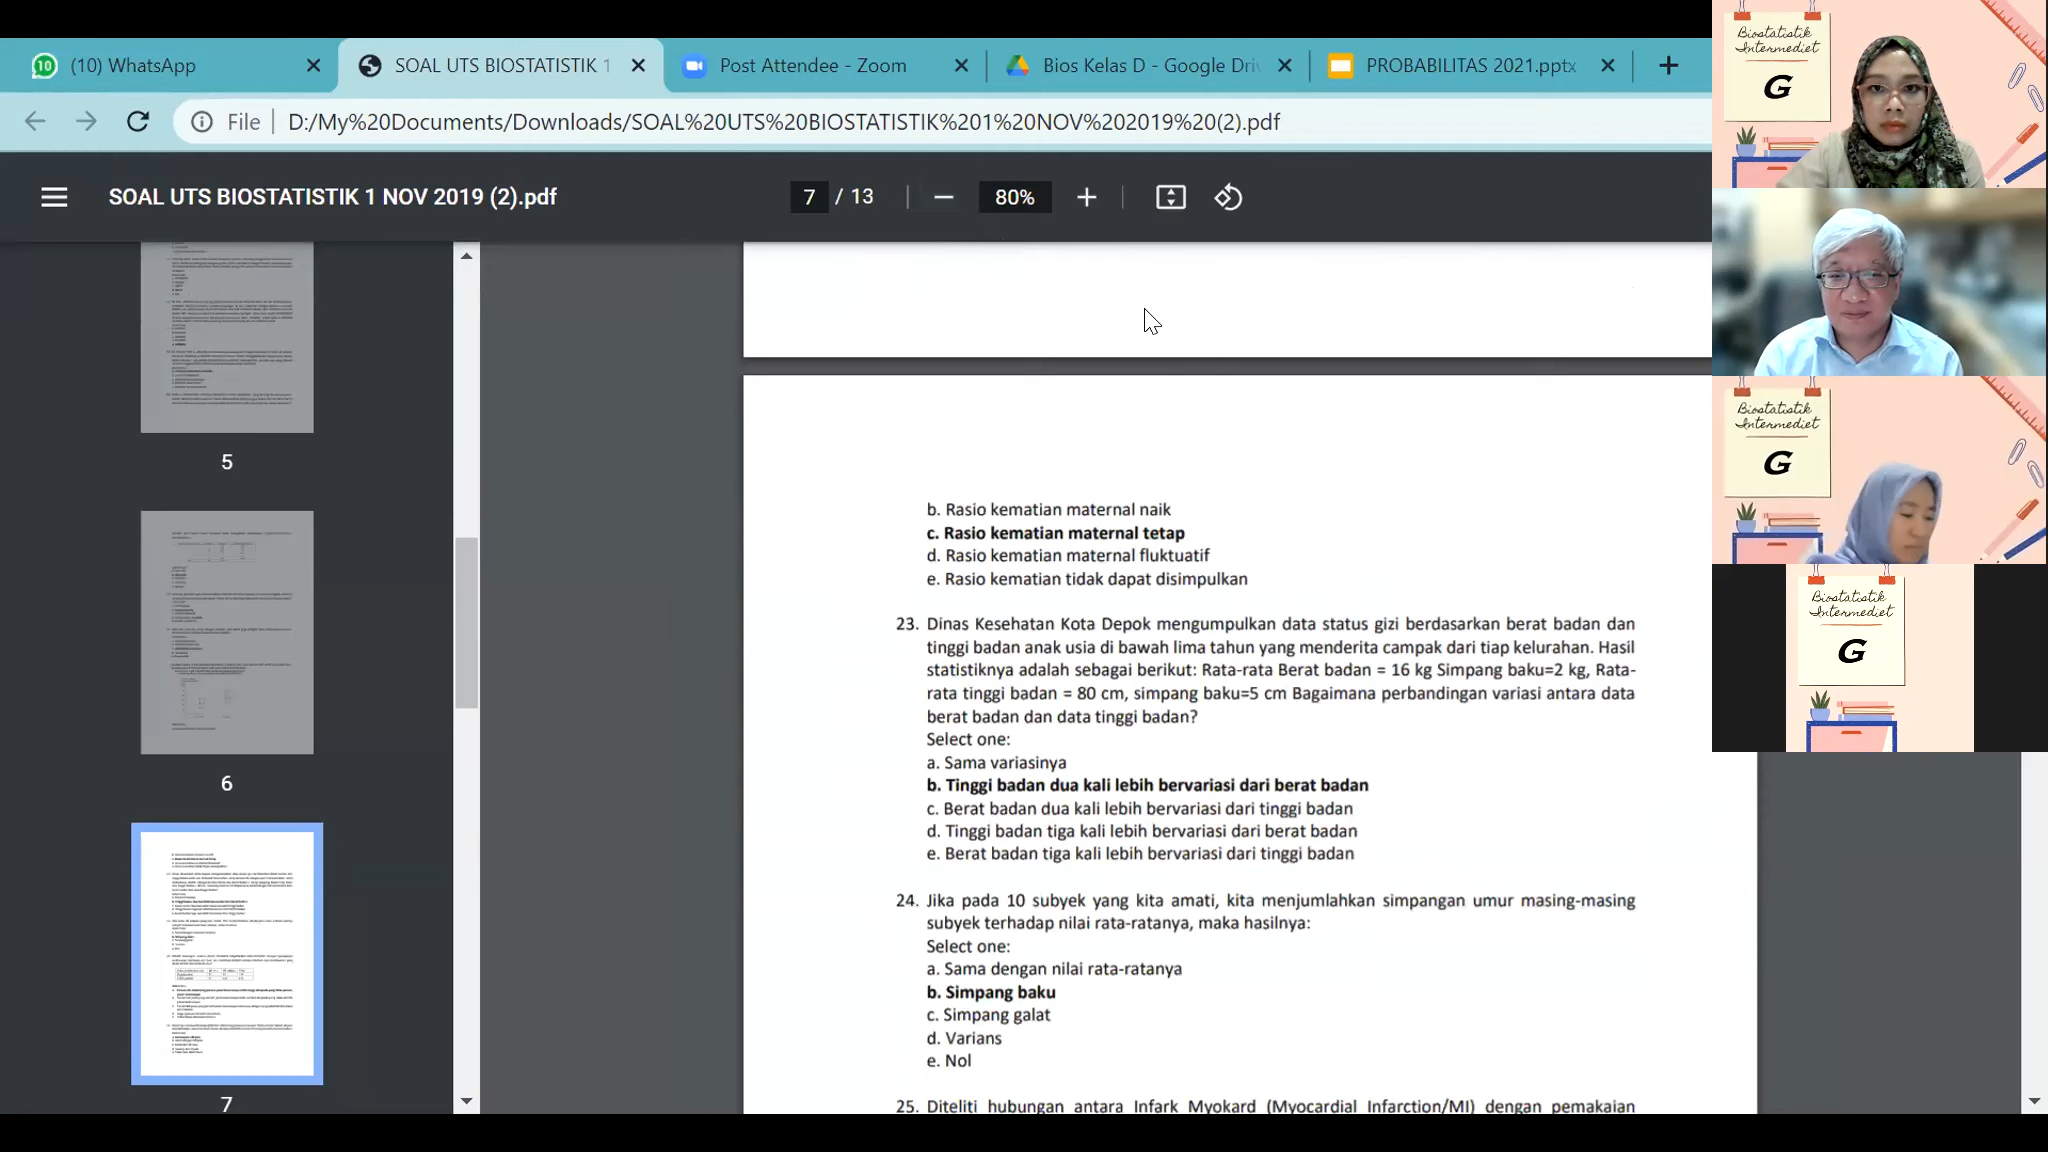 (10) WhatsApp
SOAL UTS BIOSTATISTIK 1
Post Attendee - Zoom
Bios Kelas D - Google Driv
PROBABILITAS 2021.pptx
File
D:/My%20Documents/Downloads/SOAL%20UTS%20BIOSTATISTIK%201%20NOV%202019%20(2).pdf
SOAL UTS BIOSTATISTIK 1 NOV 2019 (2).pdf
7 / 13
80%
5
6
7
b. Rasio kematian maternal naik
c. Rasio kematian maternal tetap
d. Rasio kematian maternal fluktuatif
e. Rasio kematian tidak dapat disimpulkan
23. Dinas Kesehatan Kota Depok mengumpulkan data status gizi berdasarkan berat badan dan
tinggi badan anak usia di bawah lima tahun yang menderita campak dari tiap kelurahan. Hasil
statistiknya adalah sebagai berikut: Rata-rata Berat badan = 16 kg Simpang baku=2 kg, Rata-
rata tinggi badan = 80 cm, simpang baku=5 cm Bagaimana perbandingan variasi antara data
berat badan dan data tinggi badan?
Select one:
a. Sama variasinya
b. Tinggi badan dua kali lebih bervariasi dari berat badan
c. Berat badan dua kali lebih bervariasi dari tinggi badan
d. Tinggi badan tiga kali lebih bervariasi dari berat badan
e. Berat badan tiga kali lebih bervariasi dari tinggi badan
24. Jika pada 10 subyek yang kita amati, kita menjumlahkan simpangan umur masing-masing
subyek terhadap nilai rata-ratanya, maka hasilnya:
Select one:
a. Sama dengan nilai rata-ratanya
b. Simpang baku
c. Simpang galat
d. Varians
e. Nol
25. Diteliti hubungan antara Infark Myokard (Myocardial Infarction/MI) dengan pemakaian
Biostatistik
Intermediet
G
Biostatistik
Intermediet
G
Biostatistik
Intermediet
G